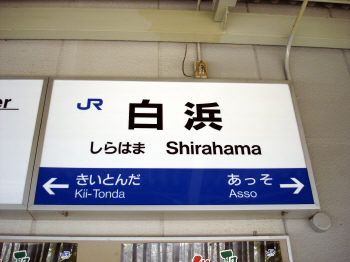 er
JR
白浜
しらはま Shirahama
← きいとんだ あっそ →
Kii-Tonda Asso